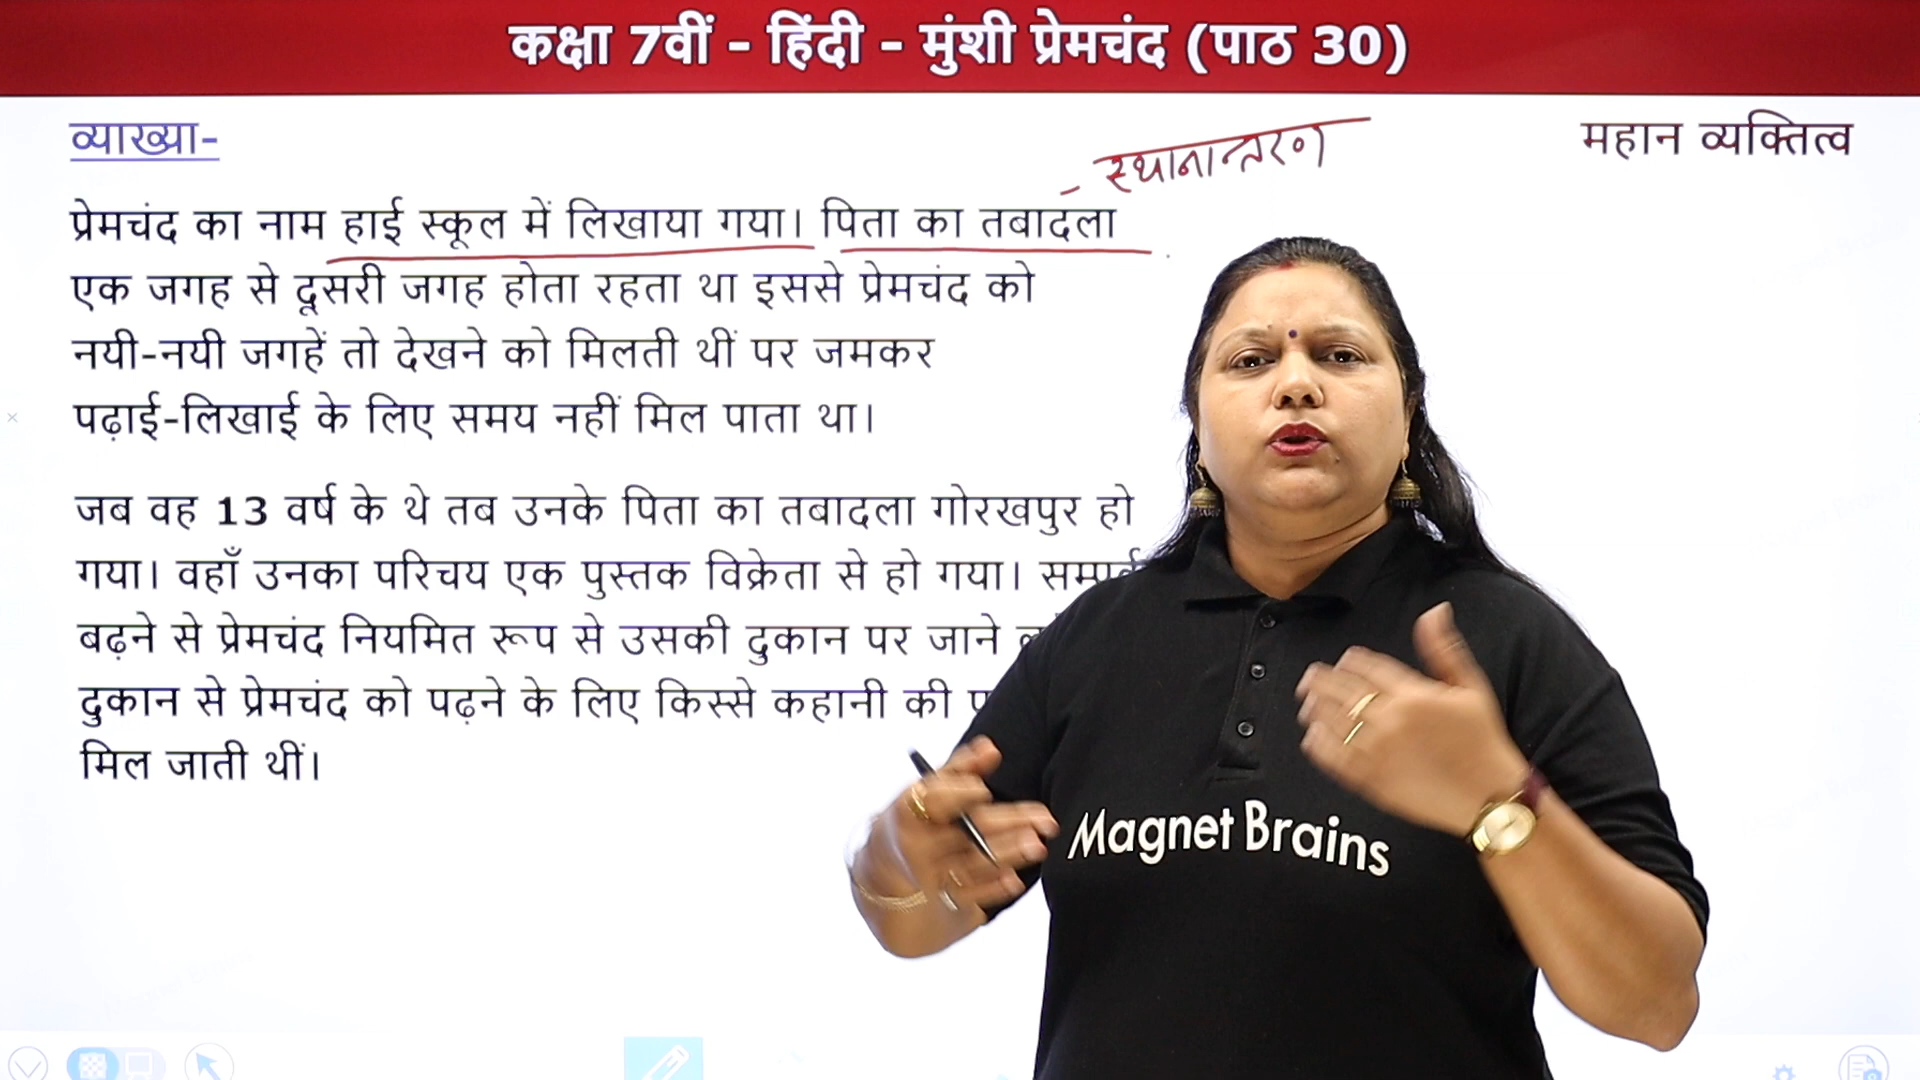 कक्षा 7वीं - हिंदी - मुंशी प्रेमचंद (पाठ 30)
व्याख्या-
महान व्यक्तित्व
- स्थानान्तरण
प्रेमचंद का नाम हाई स्कूल में लिखाया गया। पिता का तबादला
एक जगह से दूसरी जगह होता रहता था इससे प्रेमचंद को
नयी-नयी जगहें तो देखने को मिलती थीं पर जमकर
पढ़ाई-लिखाई के लिए समय नहीं मिल पाता था।
जब वह 13 वर्ष के थे तब उनके पिता का तबादला गोरखपुर हो
गया। वहाँ उनका परिचय एक पुस्तक विक्रेता से हो गया। सम्पर्क
बढ़ने से प्रेमचंद नियमित रूप से उसकी दुकान पर जाने
दुकान से प्रेमचंद को पढ़ने के लिए किस्से कहानी की
मिल जाती थीं।
Magnet Brains